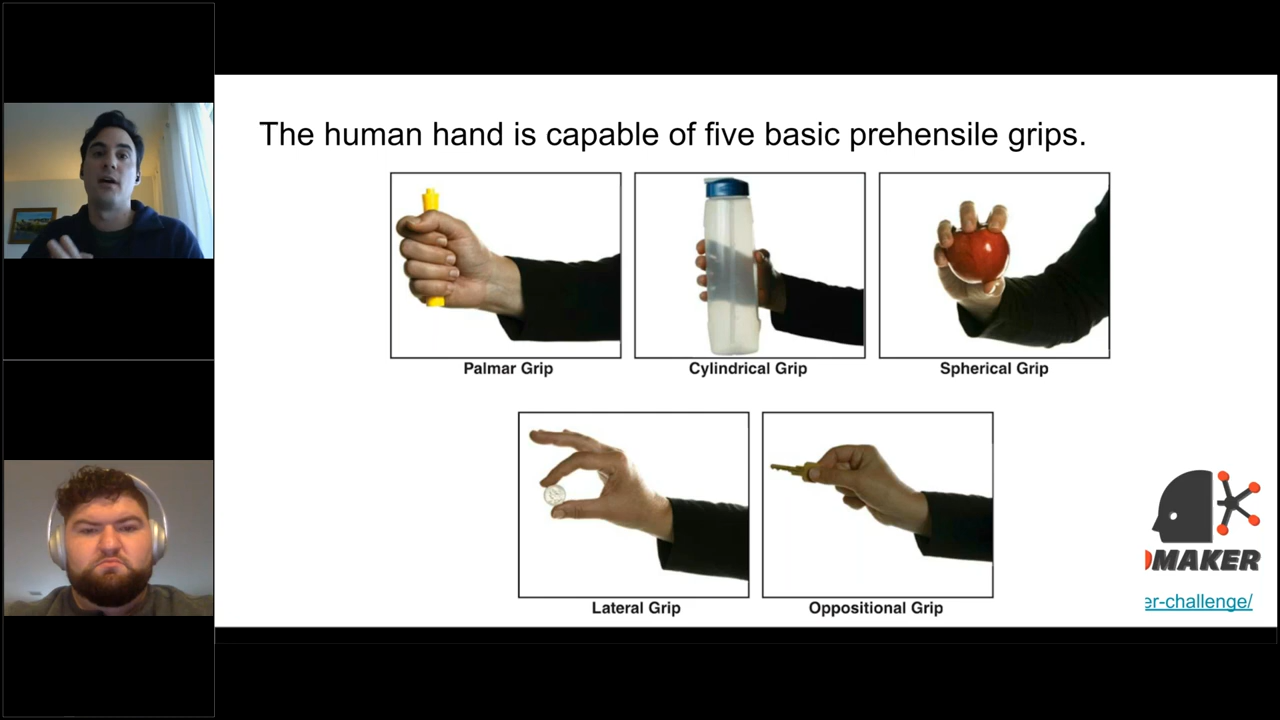 The human hand is capable of five basic prehensile grips.
Palmar Grip
Cylindrical Grip
Spherical Grip
Lateral Grip
Oppositional Grip
MAKER
er-challenge/